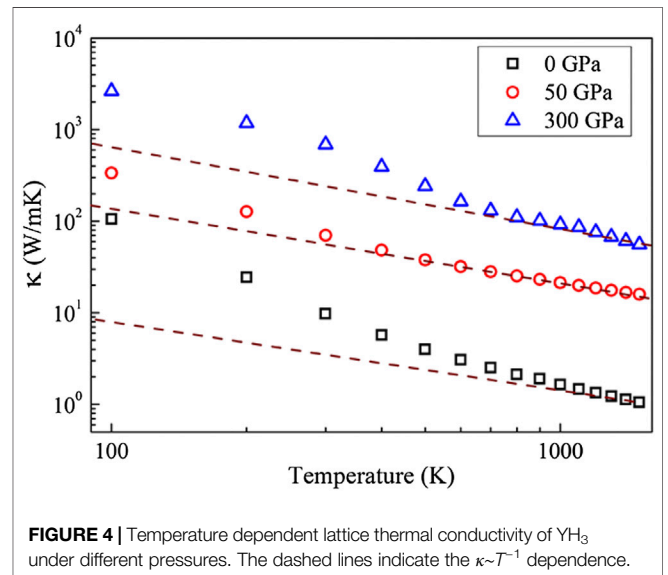 10⁴
10³
10²
10¹
10⁰
κ (W/mK)
0 GPa
50 GPa
300 GPa
100
1000
Temperature (K)
FIGURE 4 | Temperature dependent lattice thermal conductivity of YH₃
under different pressures. The dashed lines indicate the κ~T⁻¹ dependence.